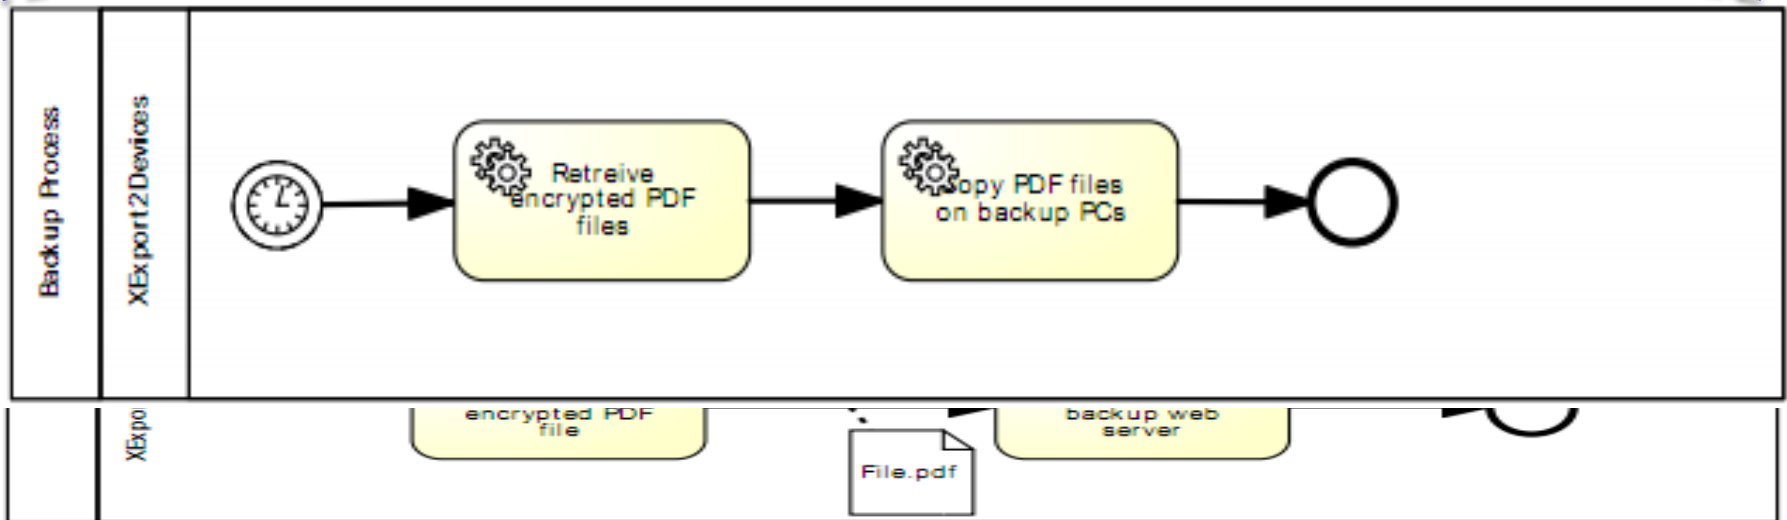 Backup Process
XExport2Devices
Retreive
encrypted PDF
files
Copy PDF files
on backup PCs
XExpo
encrypted PDF
file
backup web
server
File.pdf